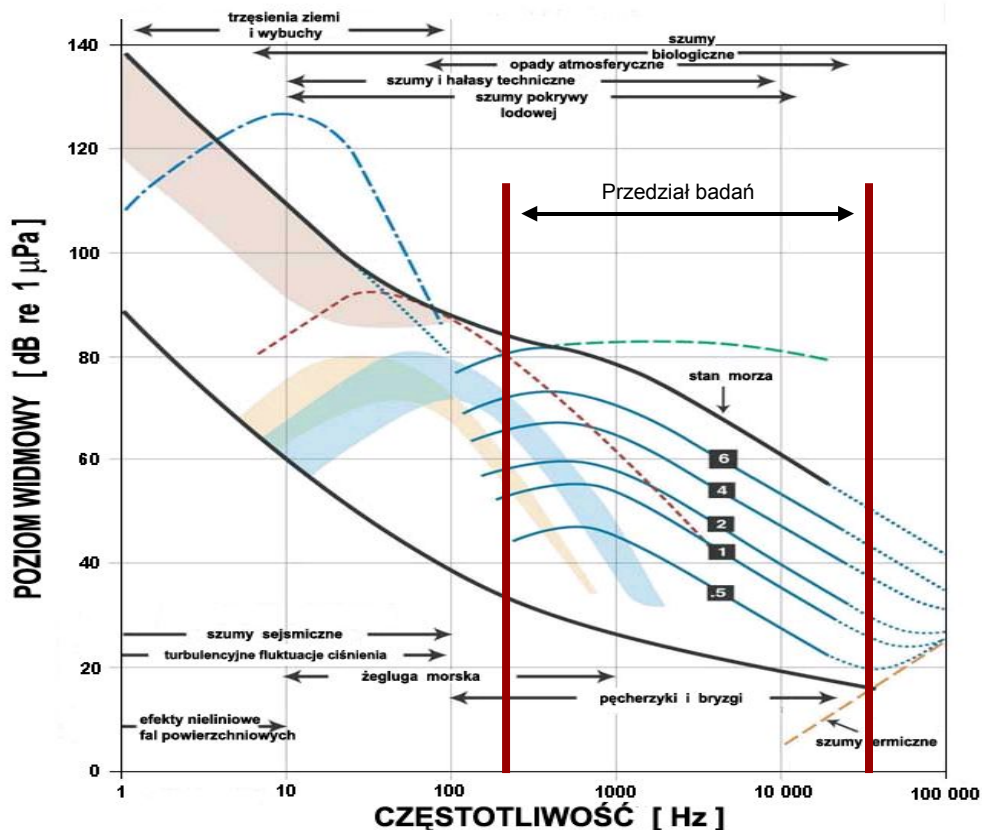 trzęsienia ziemi
i wybuchy
szumy
biologiczne
opady atmosferyczne
szumy i hałasy techniczne
szumy pokrywy
lodowej
Przedział badań
stan morza
6
4
2
1
.5
szumy sejsmiczne
turbulencyjne fluktuacje ciśnienia
żegluga morska
pęcherzyki i bryzgi
efekty nieliniowe
fal powierzchniowych
szumy ermiczne
POZIOM WIDMOWY [ dB re 1 μPa ]
140
120
100
80
60
40
20
0
1 10 100 1000 10 000 100 000
CZĘSTOTLIWOŚĆ [ Hz ]